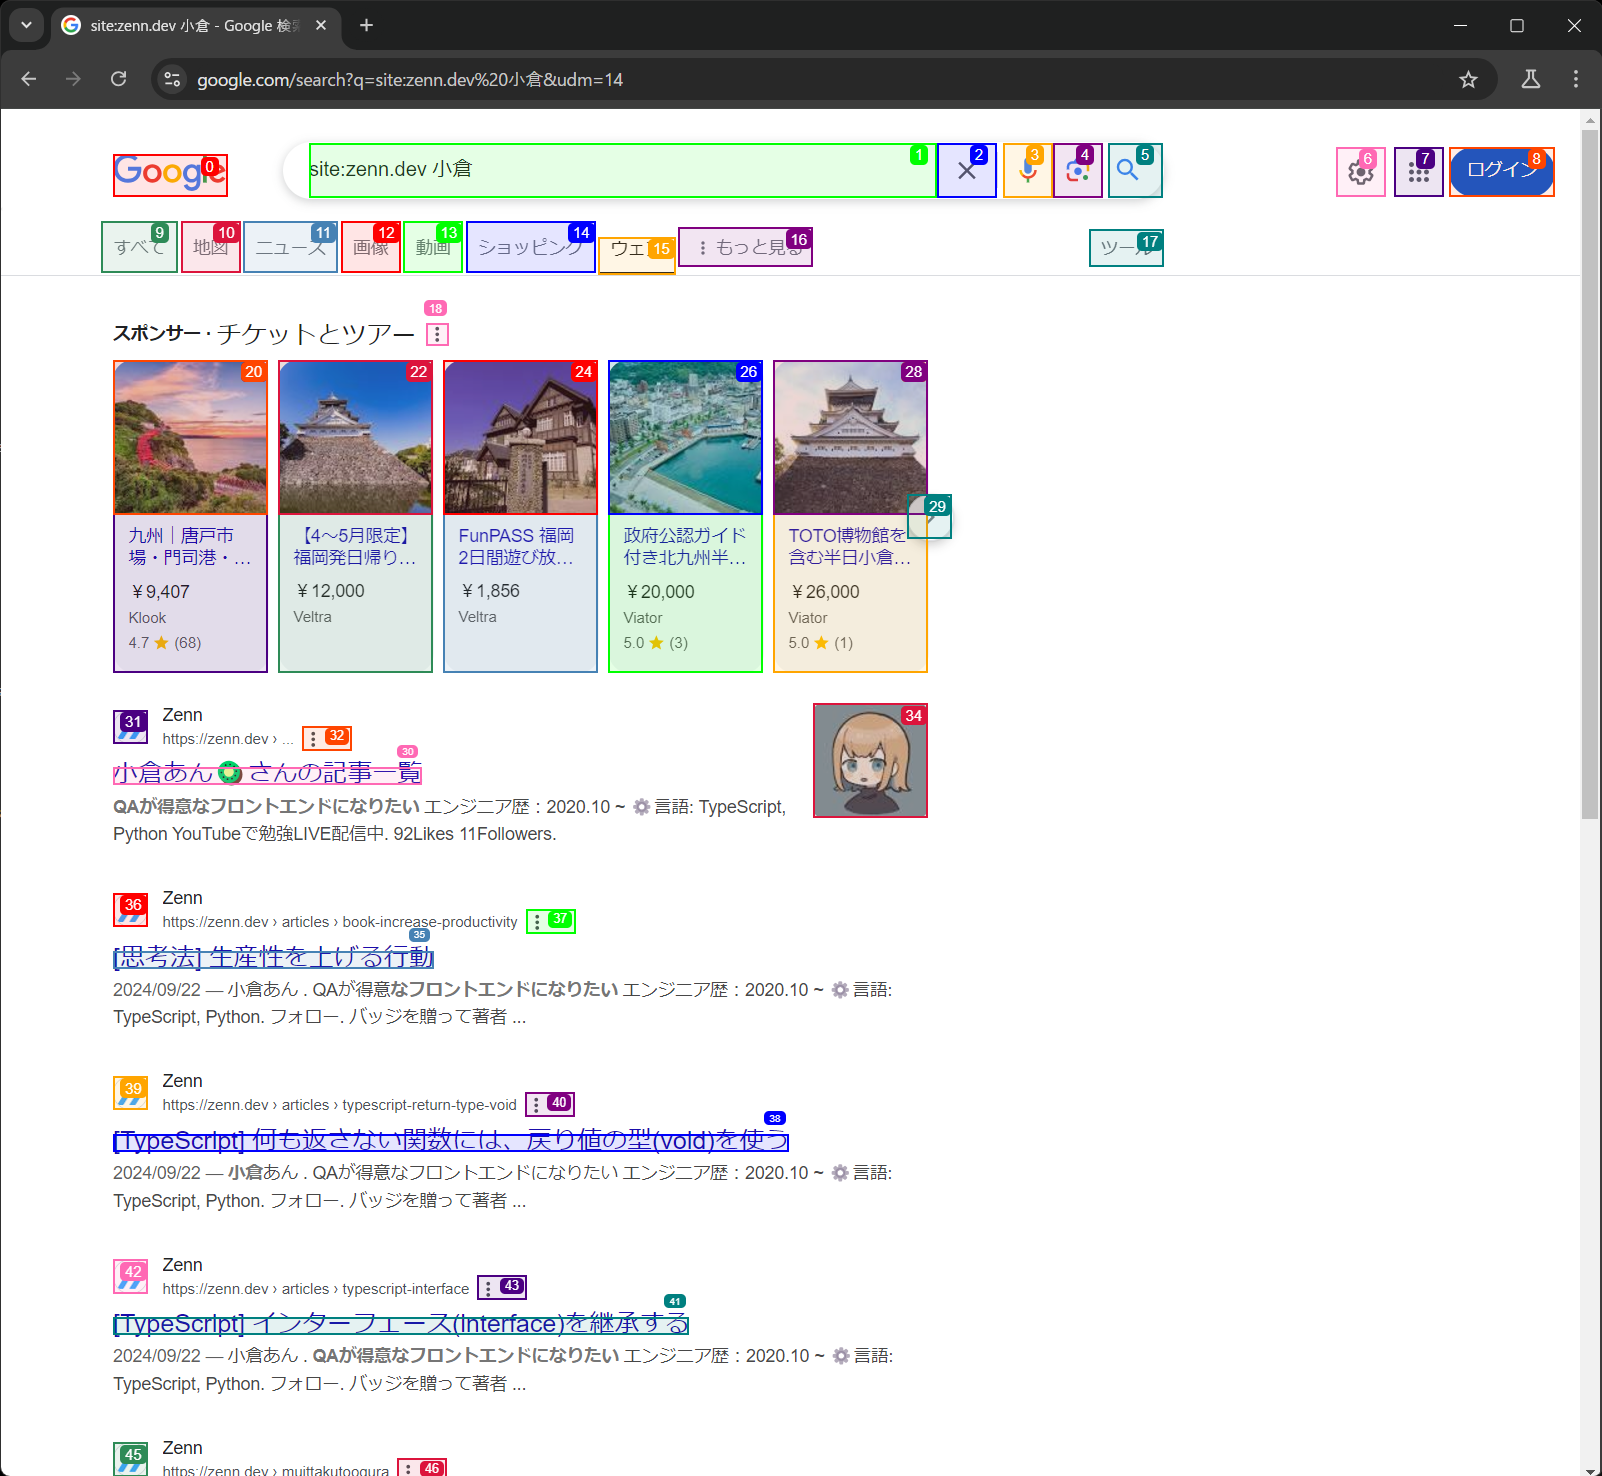 site:zenn.dev 小倉 - Google 検索
google.com/search?q=site:zenn.dev%20小倉&udm=14
Google 0
site:zenn.dev 小倉 1 2 3 4 5 6 7 ログイン 8
すべて 9 地図 10 ニュース 11 画像 12 動画 13 ショッピング 14 ウェブ 15 もっと見る 16 ツール 17
18
スポンサー · チケットとツアー
20 22 24 26 28
29
九州｜唐戸市場・門司港・…
￥9,407
Klook
4.7 (68)
【4〜5月限定】福岡発日帰り…
￥12,000
Veltra
FunPASS 福岡2日間遊び放…
￥1,856
Veltra
政府公認ガイド付き北九州半…
￥20,000
Viator
5.0 (3)
TOTO博物館を含む半日小倉…
￥26,000
Viator
5.0 (1)
31 Zenn 34
https://zenn.dev › ... 32
30
小倉あん🥝さんの記事一覧
QAが得意なフロントエンドになりたい エンジニア歴：2020.10 ~ ⚙️ 言語: TypeScript,
Python YouTubeで勉強LIVE配信中. 92Likes 11Followers.
36 Zenn
https://zenn.dev › articles › book-increase-productivity 37
35
[思考法] 生産性を上げる行動
2024/09/22 — 小倉あん . QAが得意なフロントエンドになりたい エンジニア歴：2020.10 ~ ⚙️ 言語:
TypeScript, Python. フォロー. バッジを贈って著者 ...
39 Zenn
https://zenn.dev › articles › typescript-return-type-void 40
38
[TypeScript] 何も返さない関数には、戻り値の型(void)を使う
2024/09/22 — 小倉あん . QAが得意なフロントエンドになりたい エンジニア歴：2020.10 ~ ⚙️ 言語:
TypeScript, Python. フォロー. バッジを贈って著者 ...
42 Zenn
https://zenn.dev › articles › typescript-interface 43
41
[TypeScript] インターフェース(interface)を継承する
2024/09/22 — 小倉あん . QAが得意なフロントエンドになりたい エンジニア歴：2020.10 ~ ⚙️ 言語:
TypeScript, Python. フォロー. バッジを贈って著者 ...
45 Zenn
https://zenn.dev › muittakutoogura 46